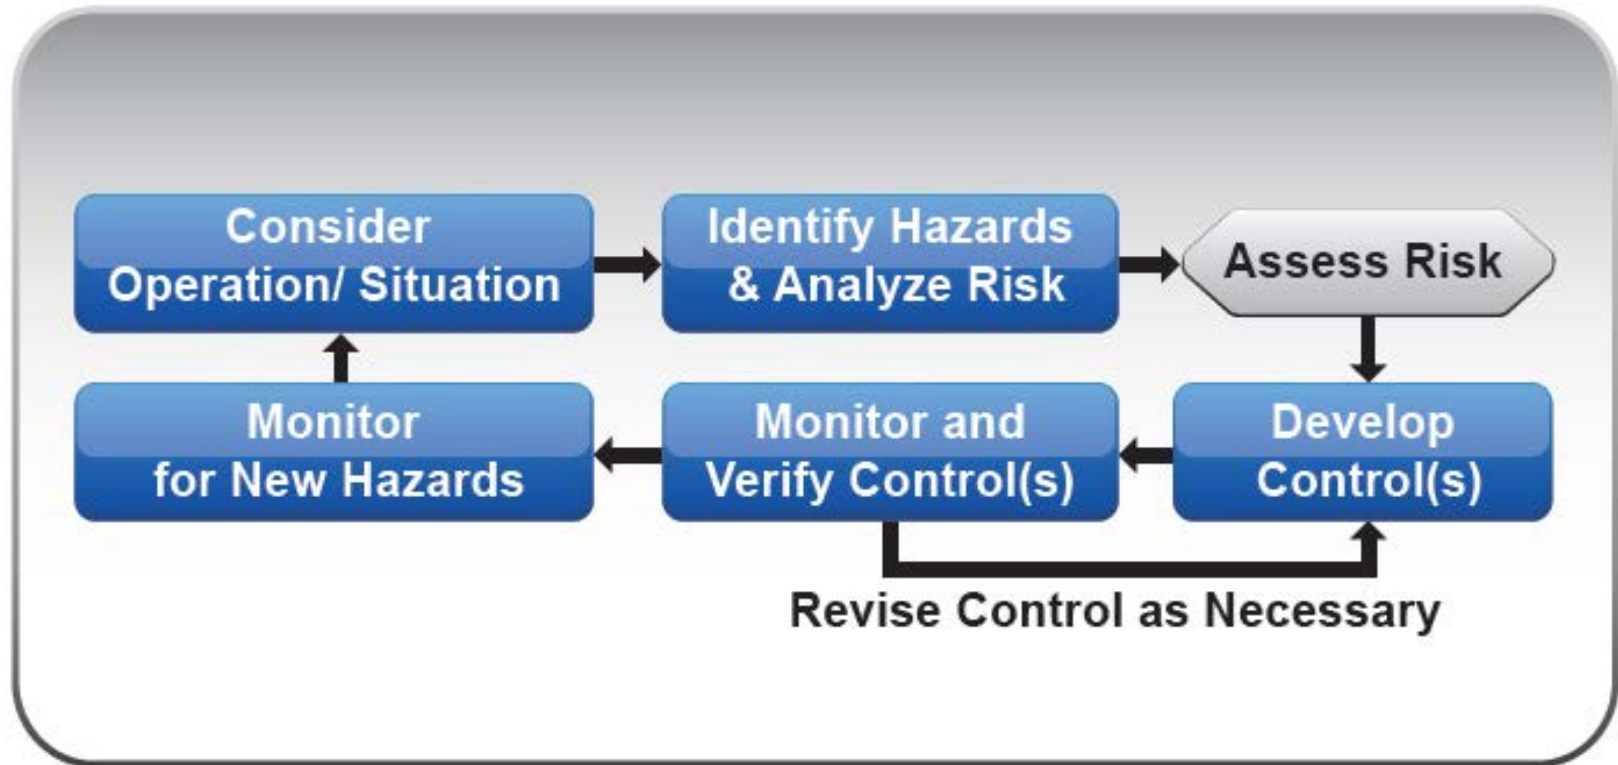 Consider
Operation/ Situation
Identify Hazards
& Analyze Risk
Assess Risk
Monitor
for New Hazards
Monitor and
Verify Control(s)
Develop
Control(s)
Revise Control as Necessary